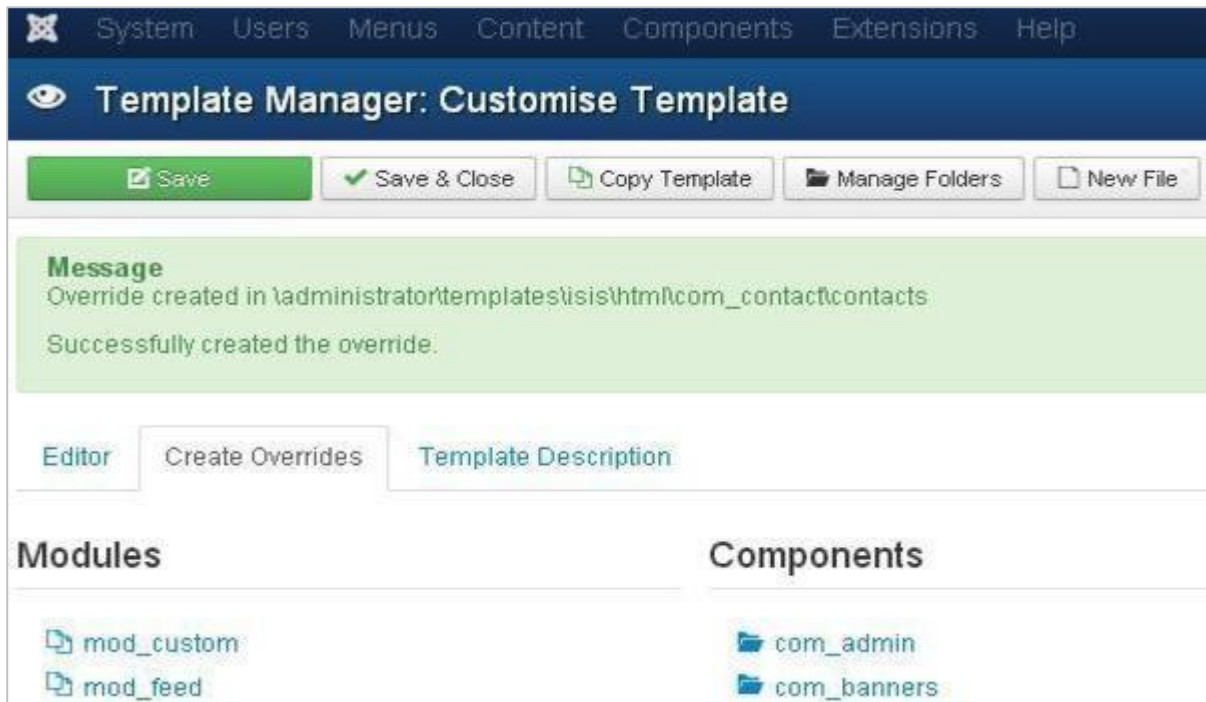 System Users Menus Content Components Extensions Help
Template Manager: Customise Template
Save Save & Close Copy Template Manage Folders New File
Message
Override created in \administrator\templates\isis\html\com_contact\contacts
Successfully created the override.
Editor Create Overrides Template Description
Modules Components
mod_custom com_admin
mod_feed com_banners